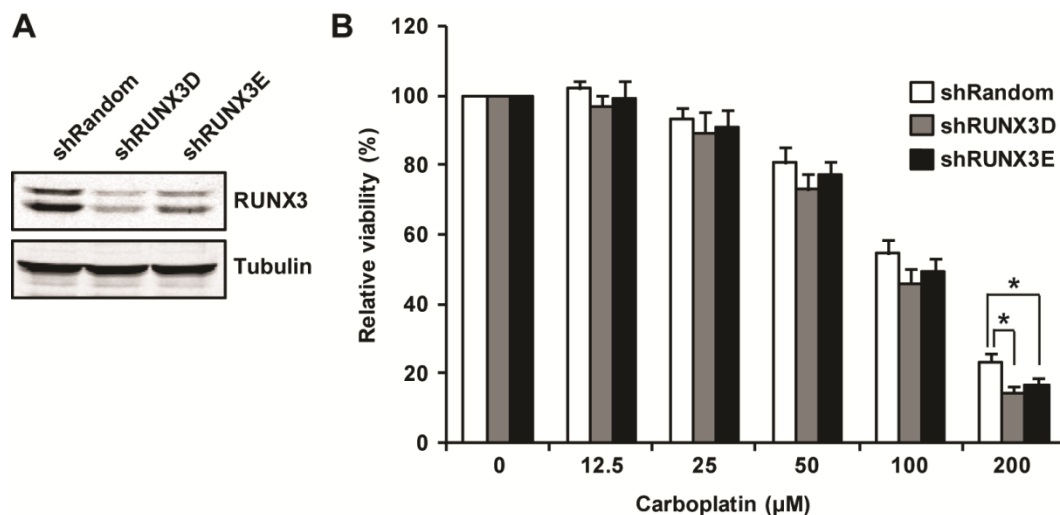 A
shRandom
shRUNX3D
shRUNX3E
RUNX3
Tubulin
B
Relative viability (%)
120
100
80
60
40
20
0
shRandom
shRUNX3D
shRUNX3E
*
*
0 12.5 25 50 100 200
Carboplatin (µM)